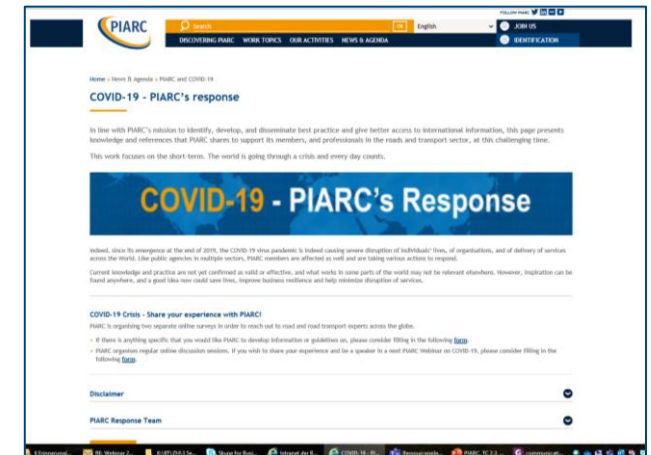 FOLLOW PIARC
PIARC
Search
OK
English
JOIN US
DISCOVERING PIARC WORK TOPICS OUR ACTIVITIES NEWS & AGENDA
IDENTIFICATION
Home > News & Agenda > PIARC and COVID-19
COVID-19 - PIARC's response
In line with PIARC's mission to identify, develop, and disseminate best practice and give better access to international information, this page presents
knowledge and references that PIARC shares to support its members, and professionals in the roads and transport sector, at this challenging time.
This work focuses on the short-term. The world is going through a crisis and every day counts.
COVID-19 - PIARC's Response
Indeed, since its emergence at the end of 2019, the COVID-19 virus pandemic is indeed causing severe disruption of individuals' lives, of organisations, and of delivery of services
across the World. Like public agencies in multiple sectors, PIARC members are affected as well and are taking various actions to respond.
Current knowledge and practice are not yet confirmed as valid or effective, and what works in some parts of the world may not be relevant elsewhere. However, inspiration can be
found anywhere, and a good idea now could save lives, improve business resilience and help minimize disruption of services.
COVID-19 Crisis - Share your experience with PIARC!
PIARC is organising two separate online surveys in order to reach out to road and road transport experts across the globe.
- If there is anything specific that you would like PIARC to develop information or guidelines on, please consider filling in the following form.
- PIARC organises regular online discussion sessions. If you wish to share your experience and be a speaker in a next PIARC Webinar on COVID-19, please consider filling in the
following form.
Disclaimer
PIARC Response Team
RE: Webinar 2... Skype for Busi... Intranet der B... COVID-19 - PI... Ressourcenpla... PIARC TC 3.3 ... communicati...